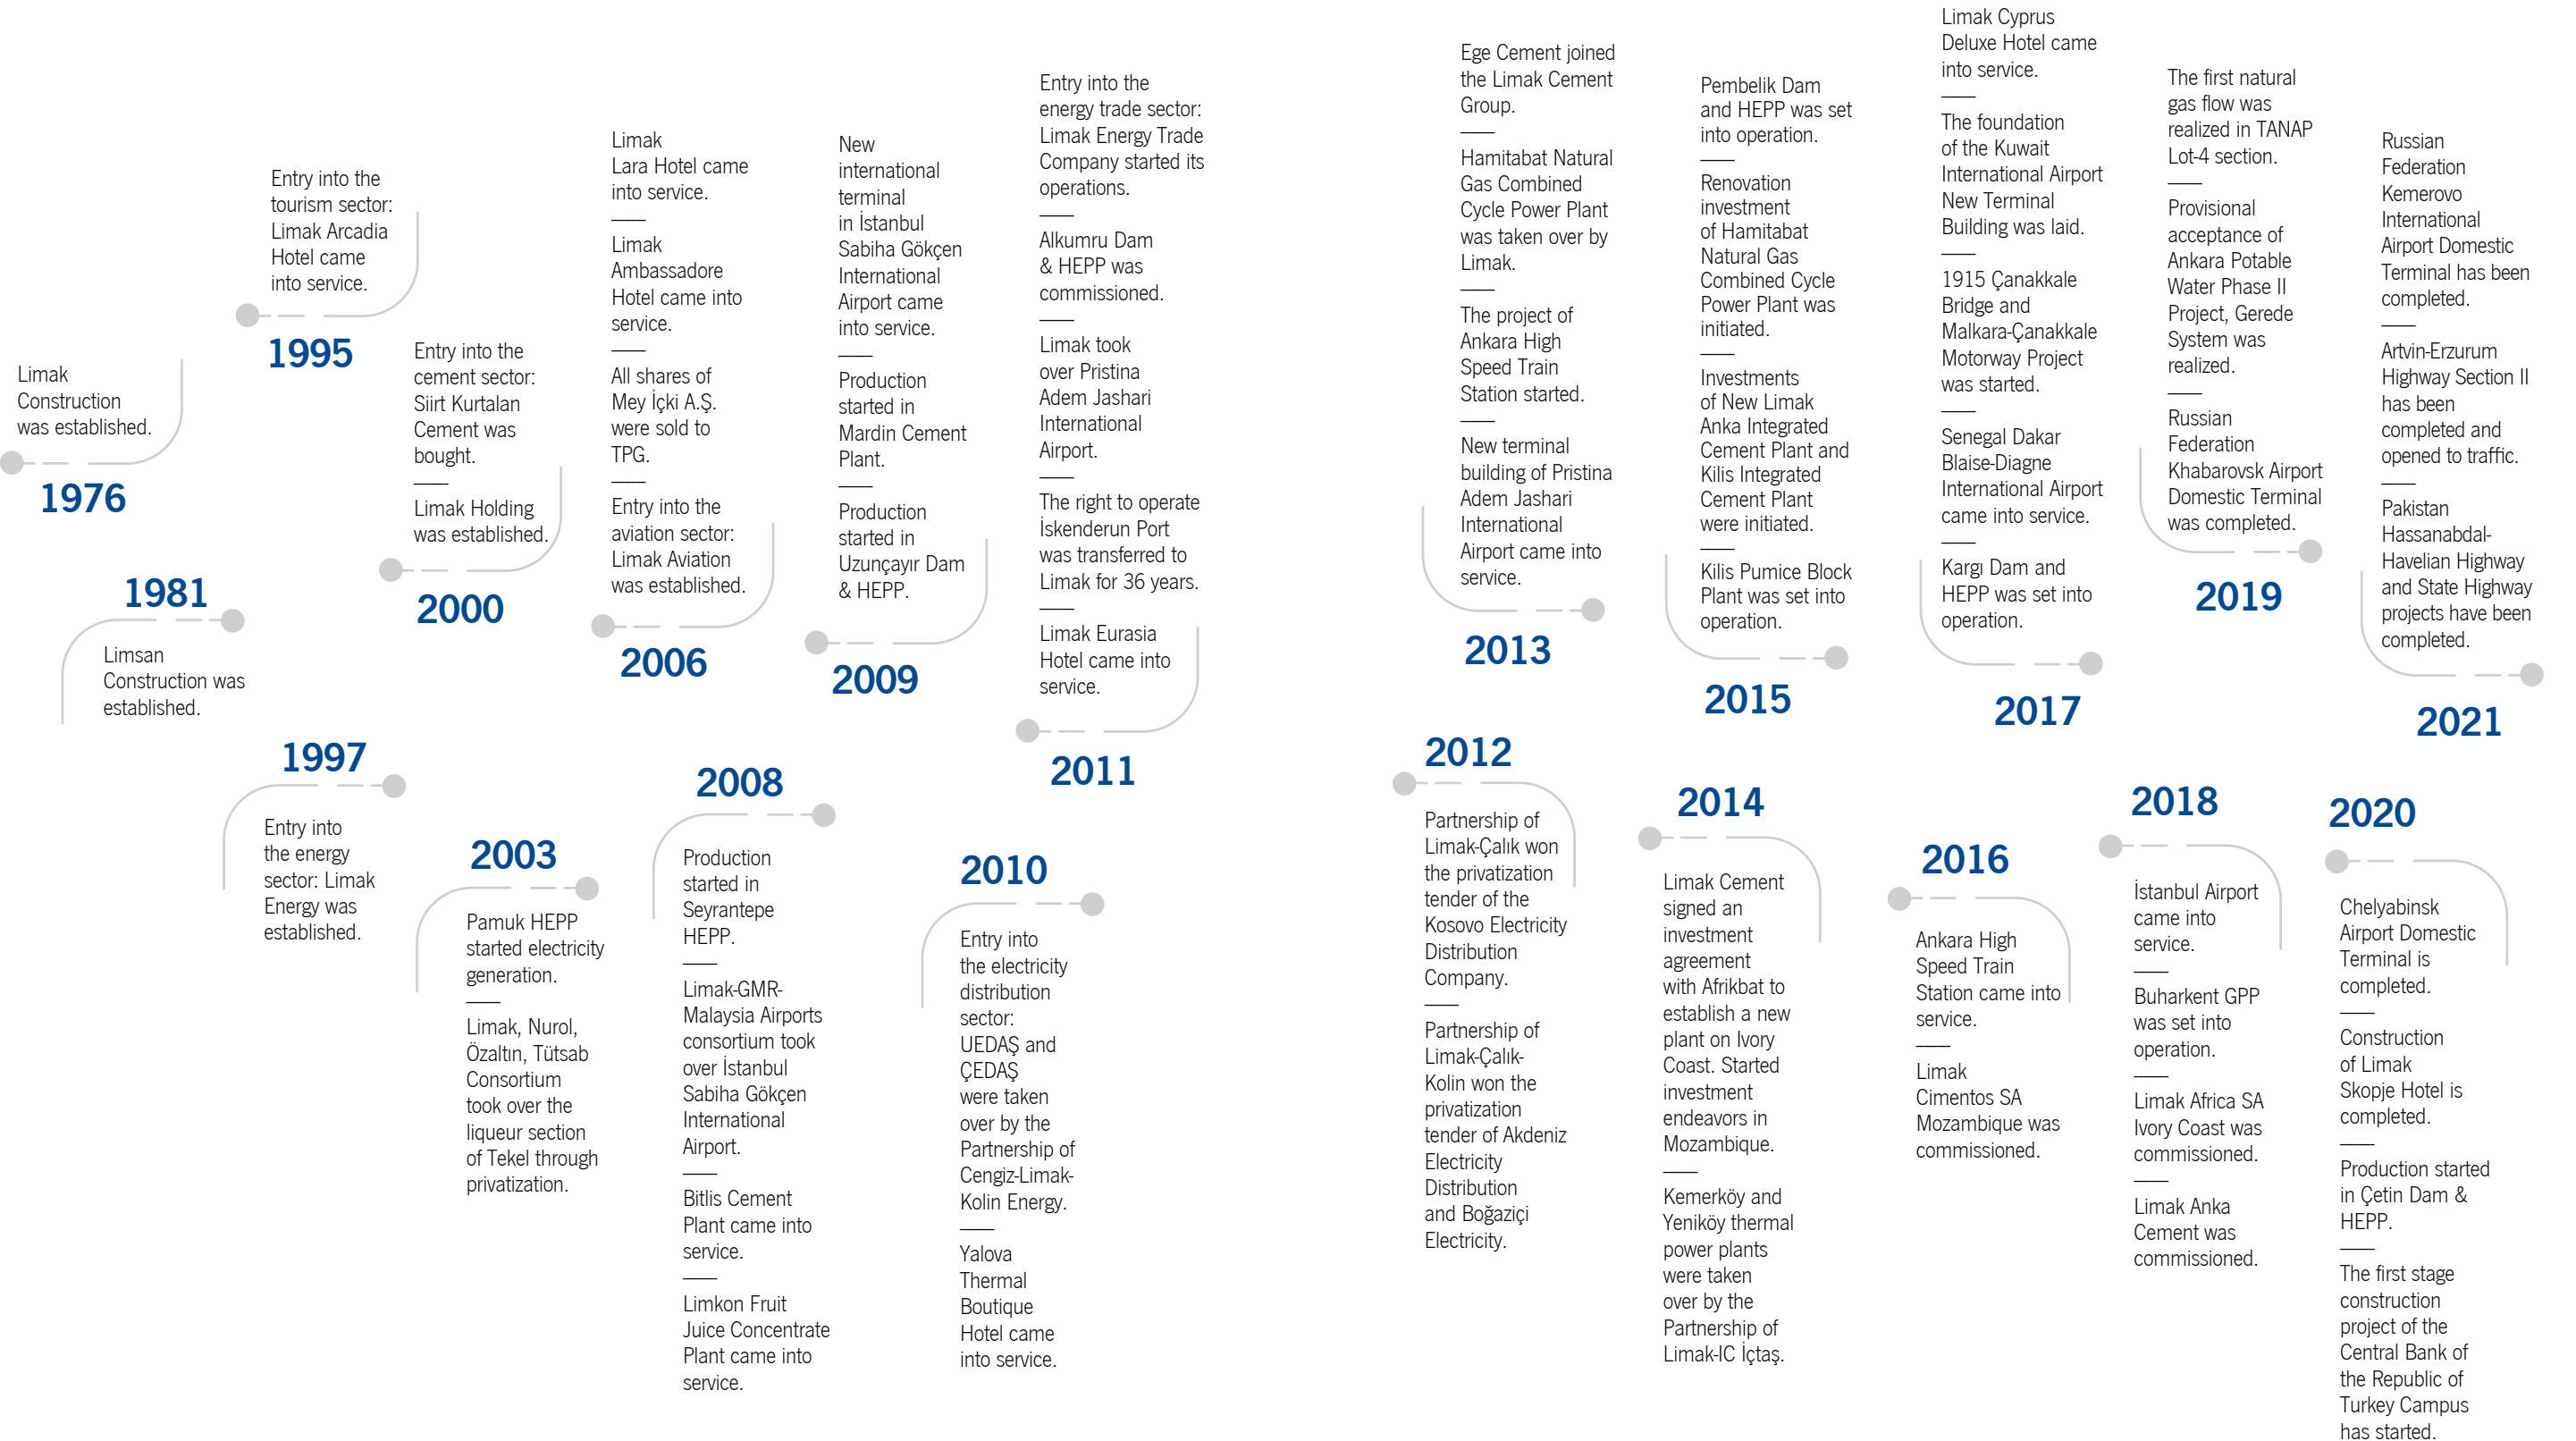 Limak
Construction
was established.
1976
1981
Limsan
Construction was
established.
Entry into the
tourism sector:
Limak Arcadia
Hotel came
into service.
1995
1997
Entry into
the energy
sector: Limak
Energy was
established.
Entry into the
cement sector:
Siirt Kurtalan
Cement was
bought.
Limak Holding
was established.
2000
2003
Pamuk HEPP
started electricity
generation.
Limak, Nurol,
Özaltın, Tütsab
Consortium
took over the
liqueur section
of Tekel through
privatization.
Limak
Lara Hotel came
into service.
Limak
Ambassadore
Hotel came into
service.
All shares of
Mey İçki A.Ş.
were sold to
TPG.
Entry into the
aviation sector:
Limak Aviation
was established.
2006
2008
Production
started in
Seyrantepe
HEPP.
Limak-GMR-
Malaysia Airports
consortium took
over İstanbul
Sabiha Gökçen
International
Airport.
Bitlis Cement
Plant came into
service.
Limkon Fruit
Juice Concentrate
Plant came into
service.
New
international
terminal
in İstanbul
Sabiha Gökçen
International
Airport came
into service.
Production
started in
Mardin Cement
Plant.
Production
started in
Uzunçayır Dam
& HEPP.
2009
2010
Entry into
the electricity
distribution
sector:
UEDAŞ and
ÇEDAŞ
were taken
over by the
Partnership of
Cengiz-Limak-
Kolin Energy.
Yalova
Thermal
Boutique
Hotel came
into service.
Entry into the
energy trade sector:
Limak Energy Trade
Company started its
operations.
Alkumru Dam
& HEPP was
commissioned.
Limak took
over Pristina
Adem Jashari
International
Airport.
The right to operate
İskenderun Port
was transferred to
Limak for 36 years.
Limak Eurasia
Hotel came into
service.
2011
2012
Partnership of
Limak-Çalık won
the privatization
tender of the
Kosovo Electricity
Distribution
Company.
Partnership of
Limak-Çalık-
Kolin won the
privatization
tender of Akdeniz
Electricity
Distribution
and Boğaziçi
Electricity.
Ege Cement joined
the Limak Cement
Group.
Hamitabat Natural
Gas Combined
Cycle Power Plant
was taken over by
Limak.
The project of
Ankara High
Speed Train
Station started.
New terminal
building of Pristina
Adem Jashari
International
Airport came into
service.
2013
2014
Limak Cement
signed an
investment
agreement
with Afrikbat to
establish a new
plant on Ivory
Coast. Started
investment
endeavors in
Mozambique.
Kemerköy and
Yeniköy thermal
power plants
were taken
over by the
Partnership of
Limak-IC İçtaş.
Pembelik Dam
and HEPP was set
into operation.
Renovation
investment
of Hamitabat
Natural Gas
Combined Cycle
Power Plant was
initiated.
Investments
of New Limak
Anka Integrated
Cement Plant and
Kilis Integrated
Cement Plant
were initiated.
Kilis Pumice Block
Plant was set into
operation.
2015
2016
Ankara High
Speed Train
Station came into
service.
Limak
Cimentos SA
Mozambique was
commissioned.
Limak Cyprus
Deluxe Hotel came
into service.
The foundation
of the Kuwait
International Airport
New Terminal
Building was laid.
1915 Çanakkale
Bridge and
Malkara-Çanakkale
Motorway Project
was started.
Senegal Dakar
Blaise-Diagne
International Airport
came into service.
Kargı Dam and
HEPP was set into
operation.
2017
2018
İstanbul Airport
came into
service.
Buharkent GPP
was set into
operation.
Limak Africa SA
Ivory Coast was
commissioned.
Limak Anka
Cement was
commissioned.
The first natural
gas flow was
realized in TANAP
Lot-4 section.
Provisional
acceptance of
Ankara Potable
Water Phase II
Project, Gerede
System was
realized.
Russian
Federation
Khabarovsk Airport
Domestic Terminal
was completed.
2019
2020
Chelyabinsk
Airport Domestic
Terminal is
completed.
Construction
of Limak
Skopje Hotel is
completed.
Production started
in Çetin Dam &
HEPP.
The first stage
construction
project of the
Central Bank of
the Republic of
Turkey Campus
has started.
Russian
Federation
Kemerovo
International
Airport Domestic
Terminal has been
completed.
Artvin-Erzurum
Highway Section II
has been
completed and
opened to traffic.
Pakistan
Hassanabdal-
Havelian Highway
and State Highway
projects have been
completed.
2021